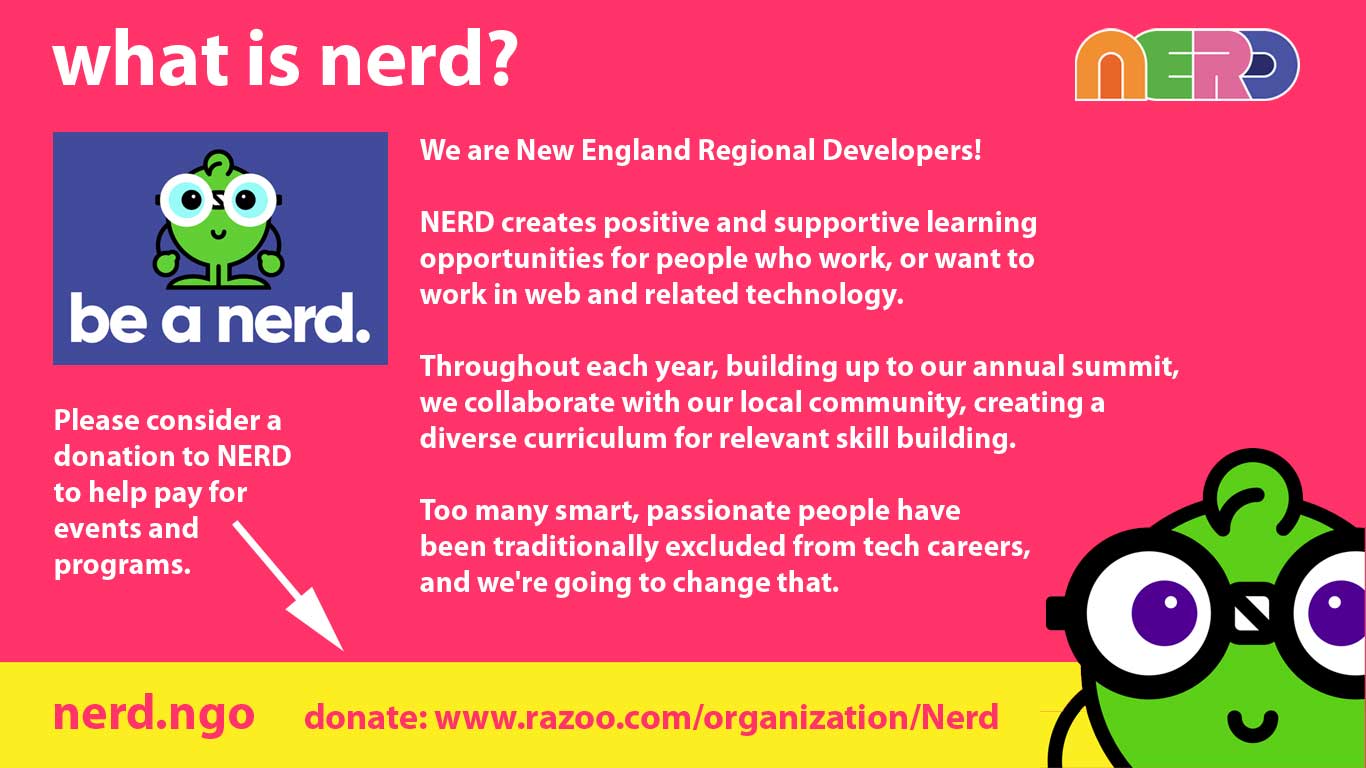 what is nerd?
NERD
be a nerd.
Please consider a
donation to NERD
to help pay for
events and
programs.
We are New England Regional Developers!
NERD creates positive and supportive learning
opportunities for people who work, or want to
work in web and related technology.
Throughout each year, building up to our annual summit,
we collaborate with our local community, creating a
diverse curriculum for relevant skill building.
Too many smart, passionate people have
been traditionally excluded from tech careers,
and we're going to change that.
nerd.ngo donate: www.razoo.com/organization/Nerd